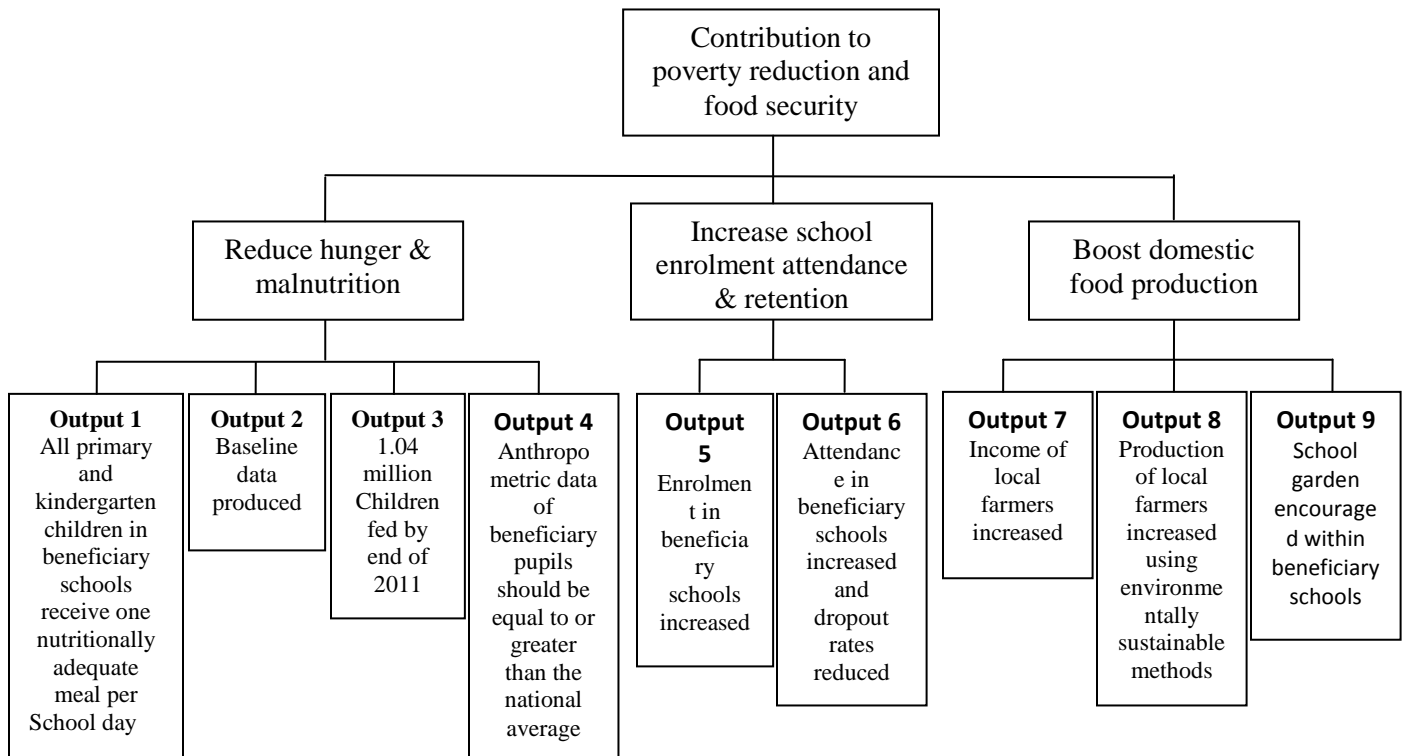 Contribution to
poverty reduction and
food security
Reduce hunger &
malnutrition
Increase school
enrolment attendance
& retention
Boost domestic
food production
Output 1
All primary
and
kindergarten
children in
beneficiary
schools
receive one
nutritionally
adequate
meal per
School day
Output 2
Baseline
data
produced
Output 3
1.04
million
Children
fed by
end of
2011
Output 4
Anthropo
metric data
of
beneficiary
pupils
should be
equal to or
greater
than the
national
average
Output
5
Enrolmen
t in
beneficia
ry
schools
increased
Output 6
Attendanc
e in
beneficiary
schools
increased
and
dropout
rates
reduced
Output 7
Income of
local
farmers
increased
Output 8
Production
of local
farmers
increased
using
environme
ntally
sustainable
methods
Output 9
School
garden
encourage
d within
beneficiary
schools